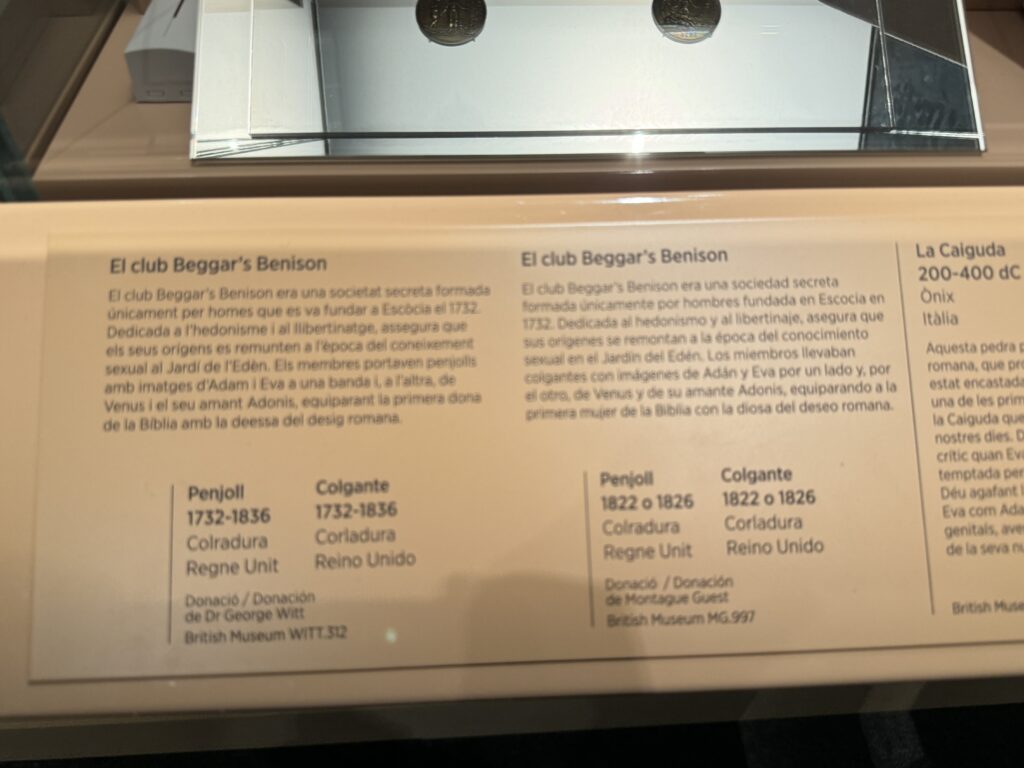 El club Beggar's Benison
El club Beggar's Benison era una societat secreta formada
únicament per homes que es va fundar a Escòcia el 1732.
Dedicada a l'hedonisme i al llibertinatge, assegura que
els seus orígens es remunten a l'època del coneixement
sexual al Jardí de l'Edèn. Els membres portaven penjolls
amb imatges d'Adam i Eva a una banda i, a l'altra, de
Venus i el seu amant Adonis, equiparant la primera dona
de la Bíblia amb la deessa del desig romana.
Penjoll
1732-1836
Colradura
Regne Unit
Colgante
1732-1836
Corladura
Reino Unido
Donació / Donación
de Dr George Witt
British Museum WITT.312
El club Beggar's Benison
El club Beggar's Benison era una sociedad secreta
formada únicamente por hombres fundada en Escocia en
1732. Dedicada al hedonismo y al libertinaje, asegura que
sus orígenes se remontan a la época del conocimiento
sexual en el Jardín del Edén. Los miembros llevaban
colgantes con imágenes de Adán y Eva por un lado y, por
el otro, de Venus y de su amante Adonis, equiparando a la
primera mujer de la Biblia con la diosa del deseo romana.
Penjoll
1822 o 1826
Colradura
Regne Unit
Colgante
1822 o 1826
Corladura
Reino Unido
Donació / Donación
de Montague Guest
British Museum MG.997
La Caiguda
200-400 dC
Ònix
Itàlia
Aquesta pedra
romana, que
estat encastada
una de les
la Caiguda que
nostres dies.
crític quan
temptada
Déu agafant
Eva com
genitals,
de la seva
British